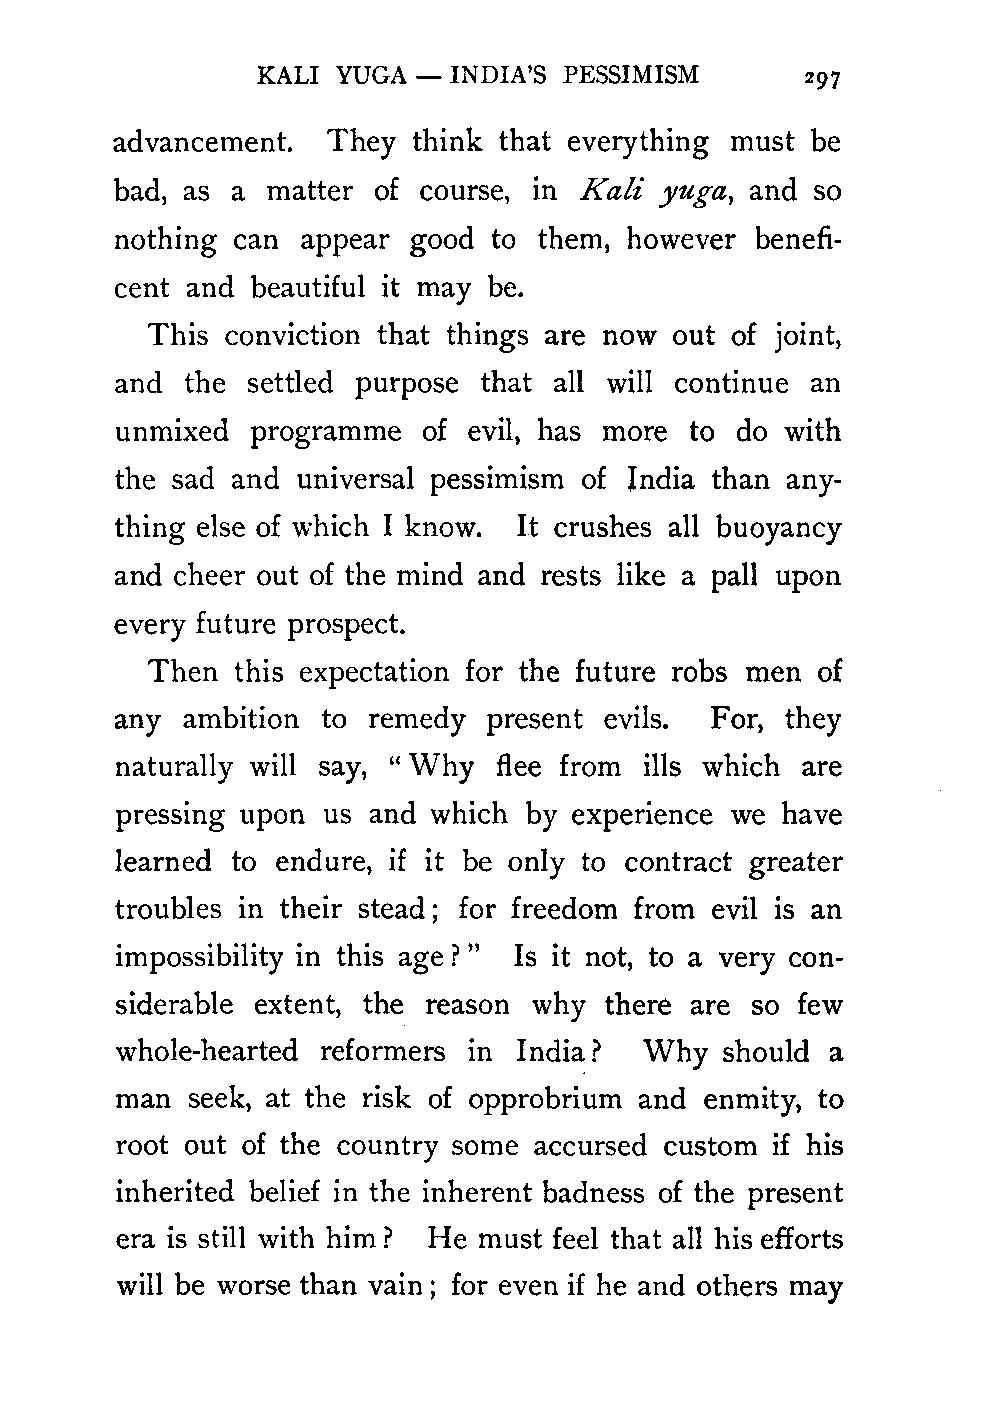 KALI YUGA — INDIA'S PESSIMISM 297
advancement. They think that everything must be
bad, as a matter of course, in Kali yuga, and so
nothing can appear good to them, however benefi-
cent and beautiful it may be.
This conviction that things are now out of joint,
and the settled purpose that all will continue an
unmixed programme of evil, has more to do with
the sad and universal pessimism of India than any-
thing else of which I know. It crushes all buoyancy
and cheer out of the mind and rests like a pall upon
every future prospect.
Then this expectation for the future robs men of
any ambition to remedy present evils. For, they
naturally will say, “Why flee from ills which are
pressing upon us and which by experience we have
learned to endure, if it be only to contract greater
troubles in their stead; for freedom from evil is an
impossibility in this age?” Is it not, to a very con-
siderable extent, the reason why there are so few
whole-hearted reformers in India? Why should a
man seek, at the risk of opprobrium and enmity, to
root out of the country some accursed custom if his
inherited belief in the inherent badness of the present
era is still with him? He must feel that all his efforts
will be worse than vain; for even if he and others may